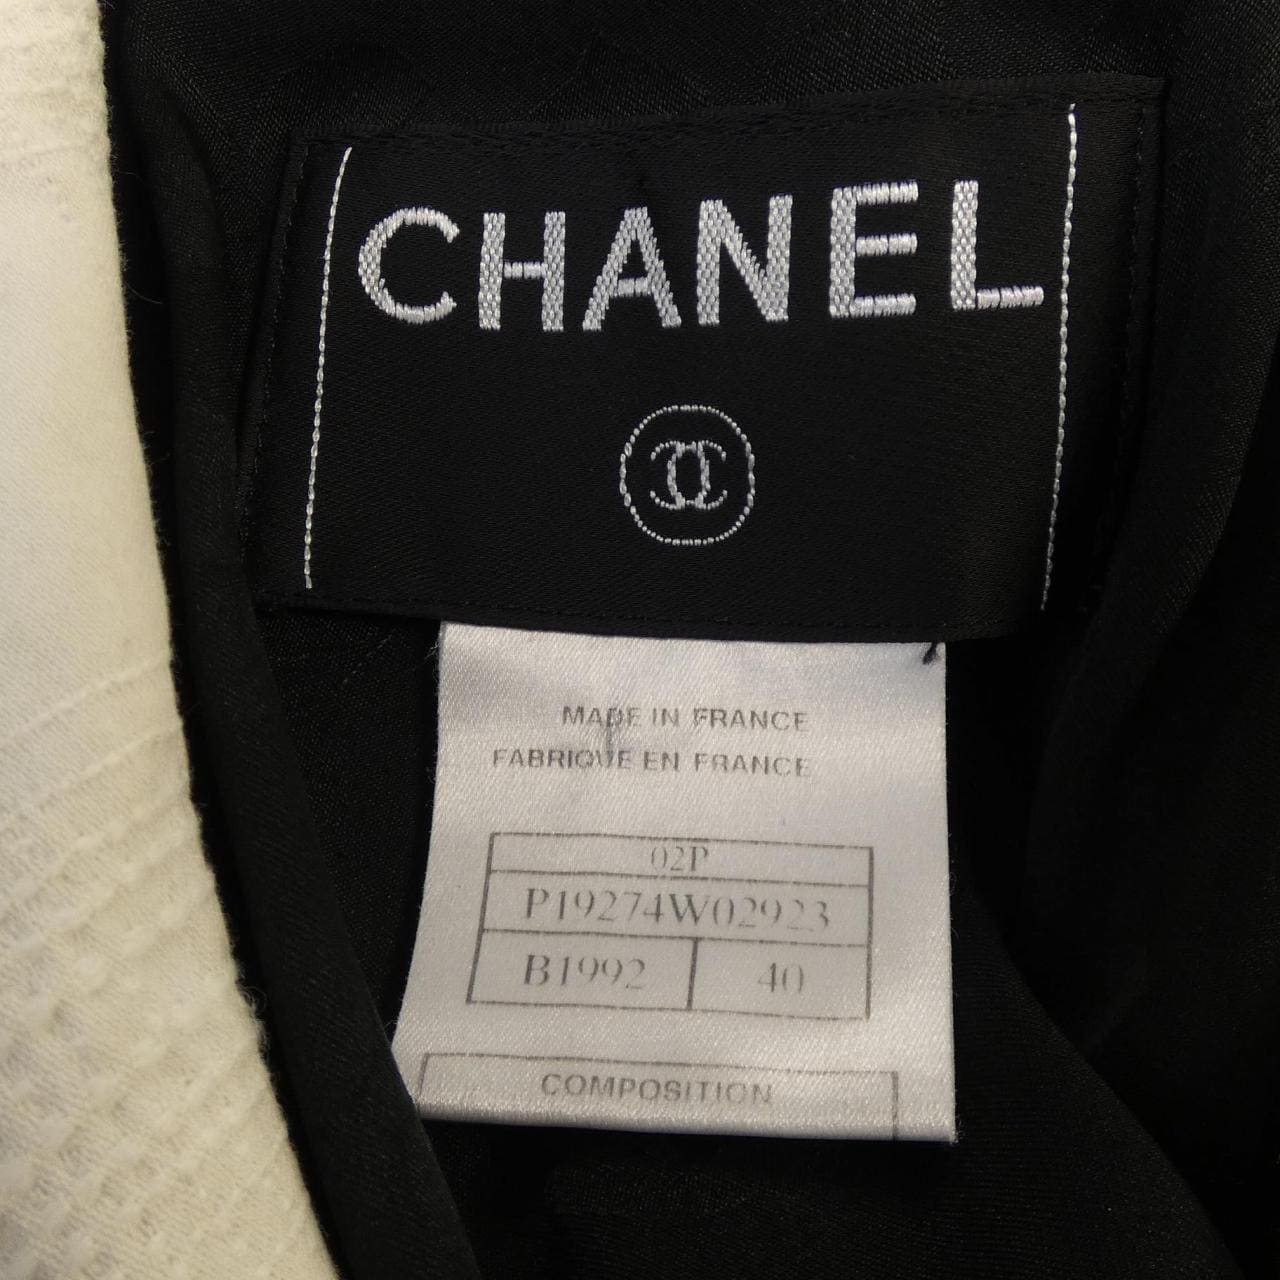 CHANEL
MADE IN FRANCE
FABRIQUE EN FRANCE
02P
P19274W02923
B1992 40
COMPOSITION